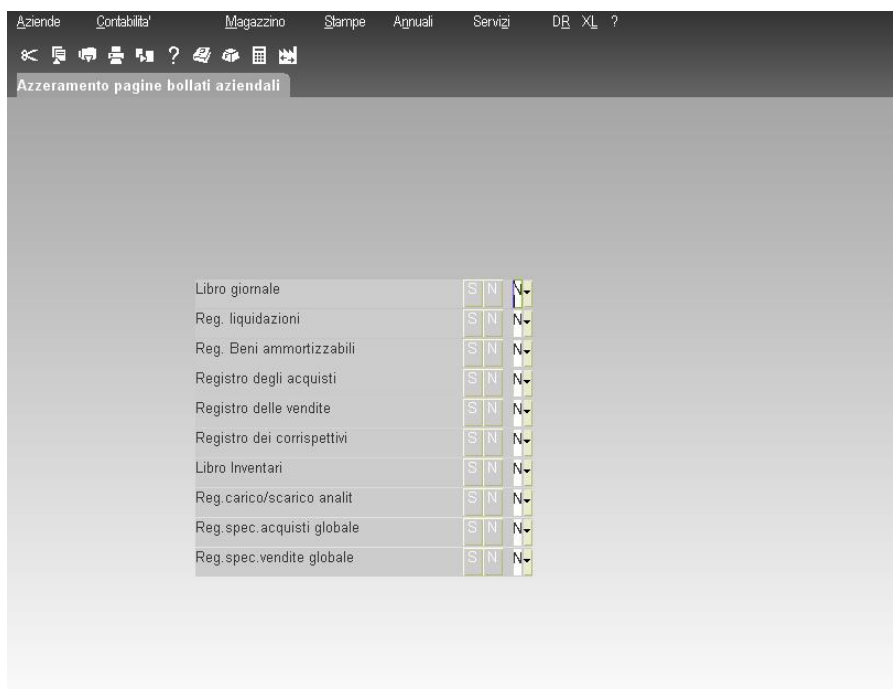 Aziende Contabilita' Magazzino Stampe Annuali Servizi DR XL ?
?
Azzeramento pagine bollati aziendali
Libro giornale S N N
Reg. liquidazioni S N N
Reg. Beni ammortizzabili S N N
Registro degli acquisti S N N
Registro delle vendite S N N
Registro dei corrispettivi S N N
Libro Inventari S N N
Reg.carico/scarico analit S N N
Reg.spec.acquisti globale S N N
Reg.spec.vendite globale S N N